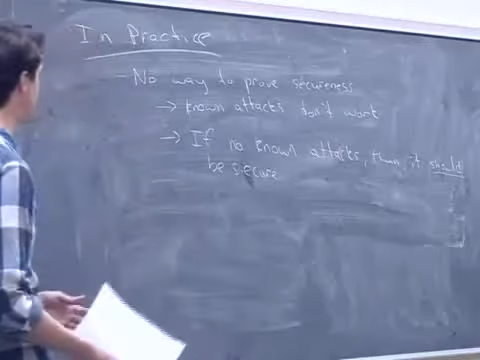 In Practice
- No way to prove secureness
→ known attacks don't work
→ If no known attacks, then it should
be secure